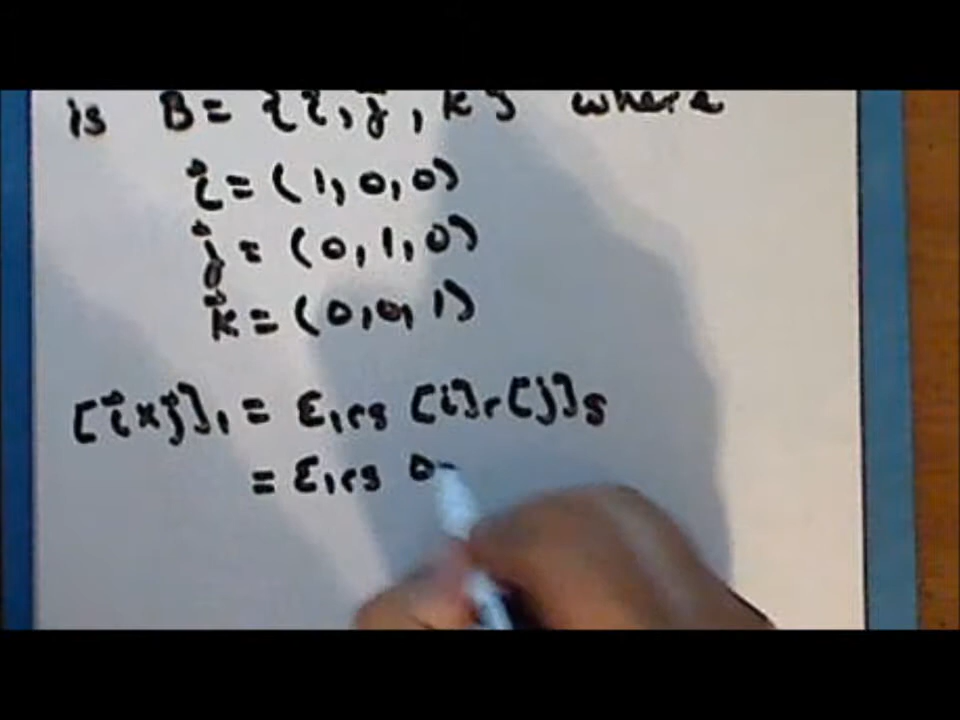 is B = {i⃗, j⃗, k⃗} where
i⃗ = (1, 0, 0)
j⃗ = (0, 1, 0)
k⃗ = (0, 0, 1)
[i⃗ × j⃗]₁ = ε₁rs [i]r [j]s
= ε₁rs